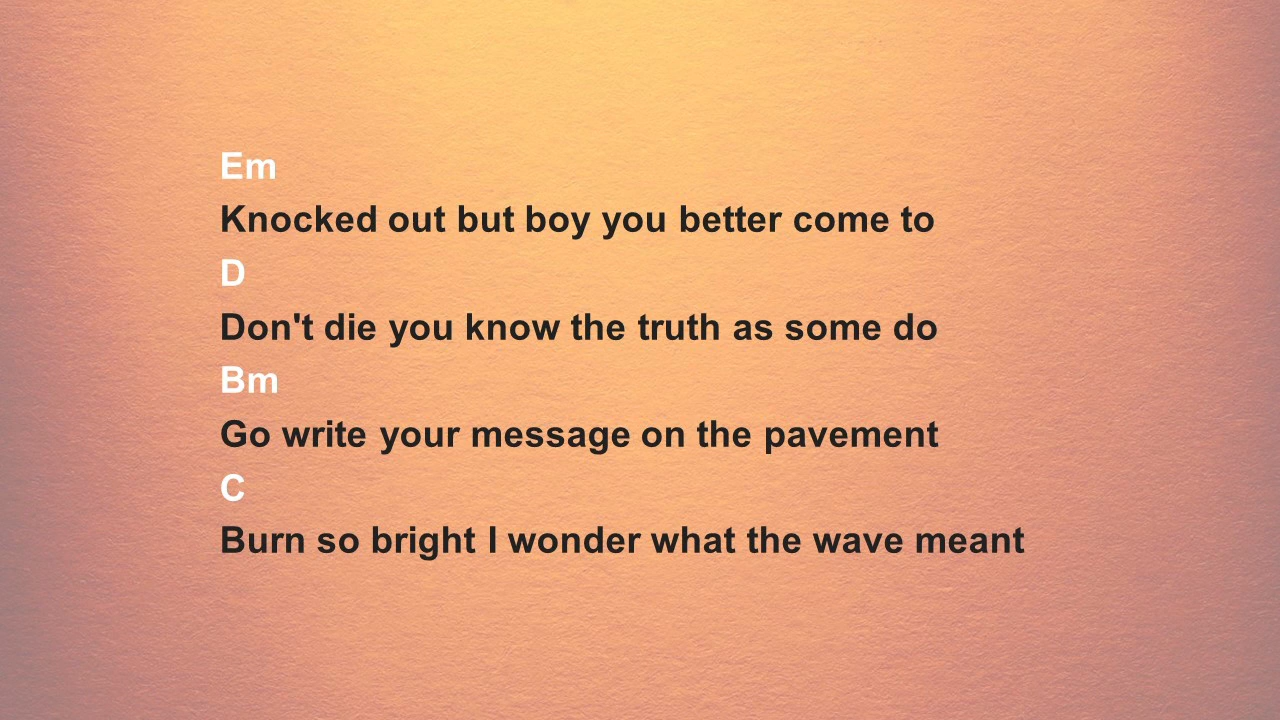 Em
Knocked out but boy you better come to
D
Don't die you know the truth as some do
Bm
Go write your message on the pavement
C
Burn so bright I wonder what the wave meant